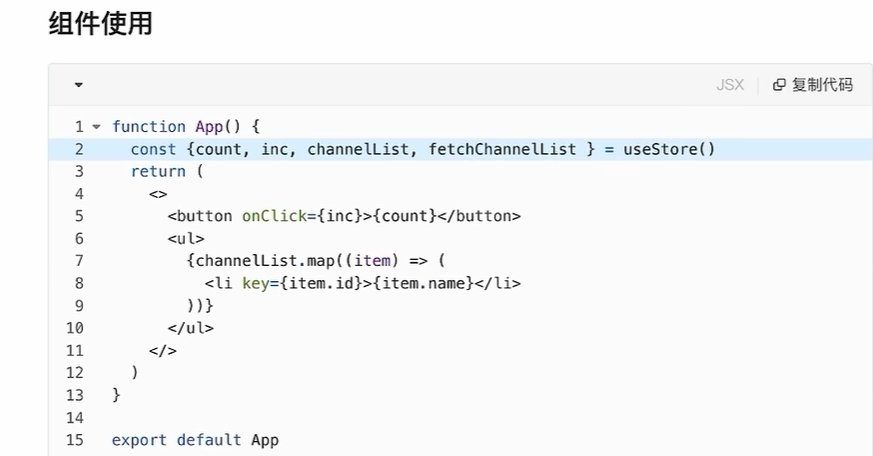 组件使用
JSX 复制代码
1 function App() {
2   const {count, inc, channelList, fetchChannelList } = useStore()
3   return (
4     <>
5       <button onClick={inc}>{count}</button>
6       <ul>
7         {channelList.map((item) => (
8           <li key={item.id}>{item.name}</li>
9         ))}
10       </ul>
11     </>
12   )
13 }
14
15 export default App